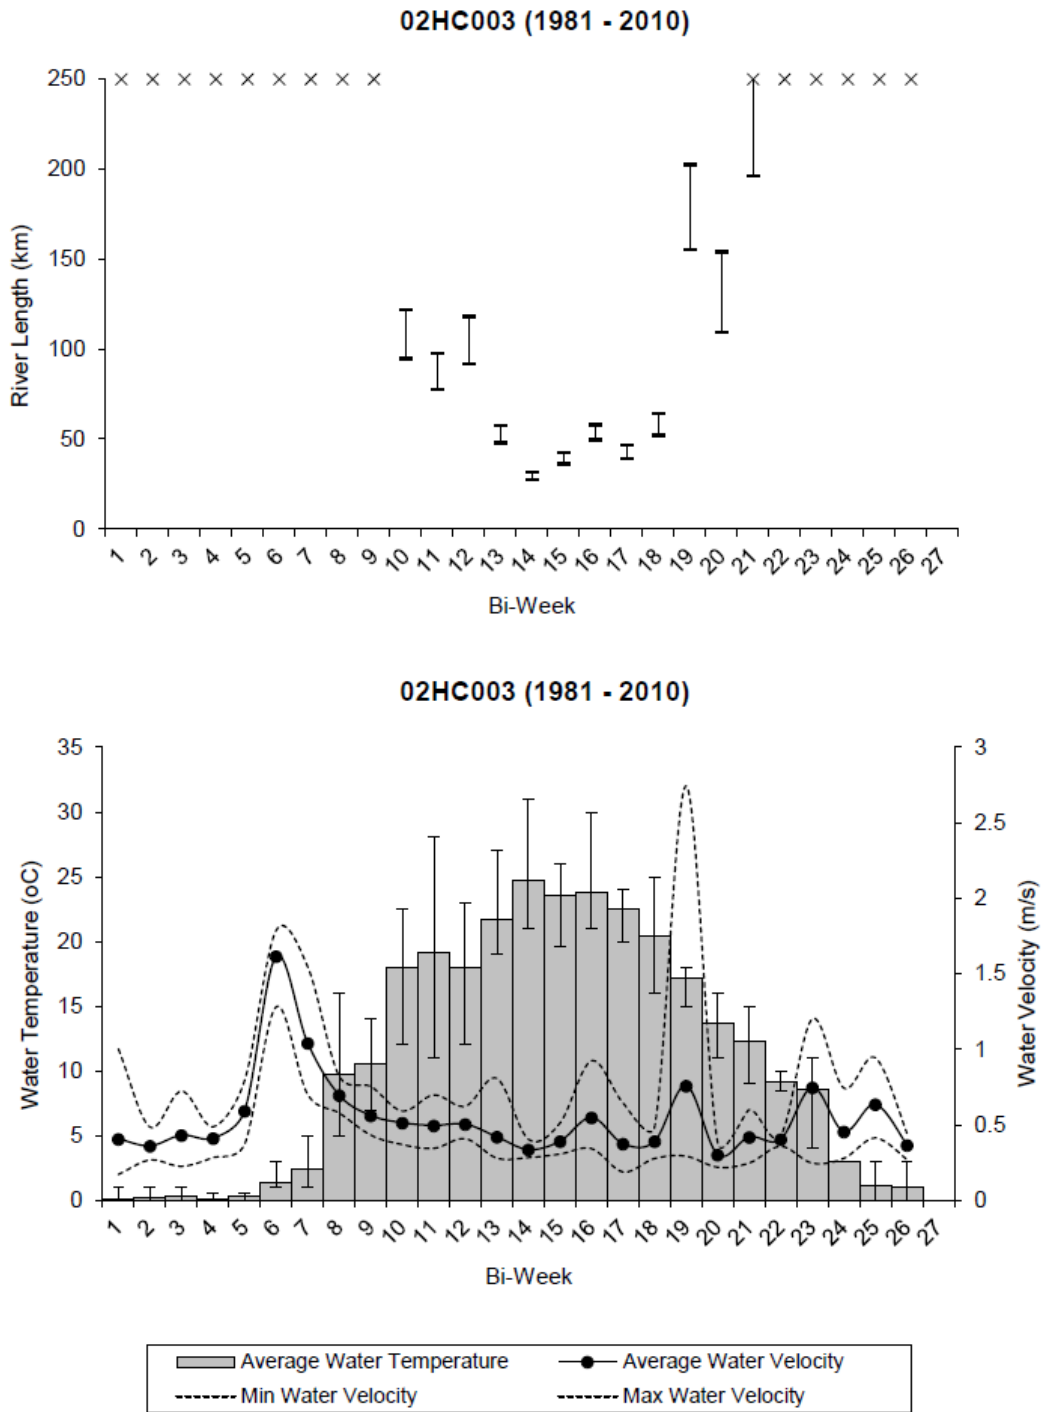 02HC003 (1981 - 2010)
250
200
150
100
50
0
River Length (km)
1 2 3 4 5 6 7 8 9 10 11 12 13 14 15 16 17 18 19 20 21 22 23 24 25 26 27
Bi-Week
02HC003 (1981 - 2010)
35
30
25
20
15
10
5
0
Water Temperature (oC)
3
2.5
2
1.5
1
0.5
0
Water Velocity (m/s)
1 2 3 4 5 6 7 8 9 10 11 12 13 14 15 16 17 18 19 20 21 22 23 24 25 26 27
Bi-Week
Average Water Temperature Average Water Velocity
Min Water Velocity Max Water Velocity